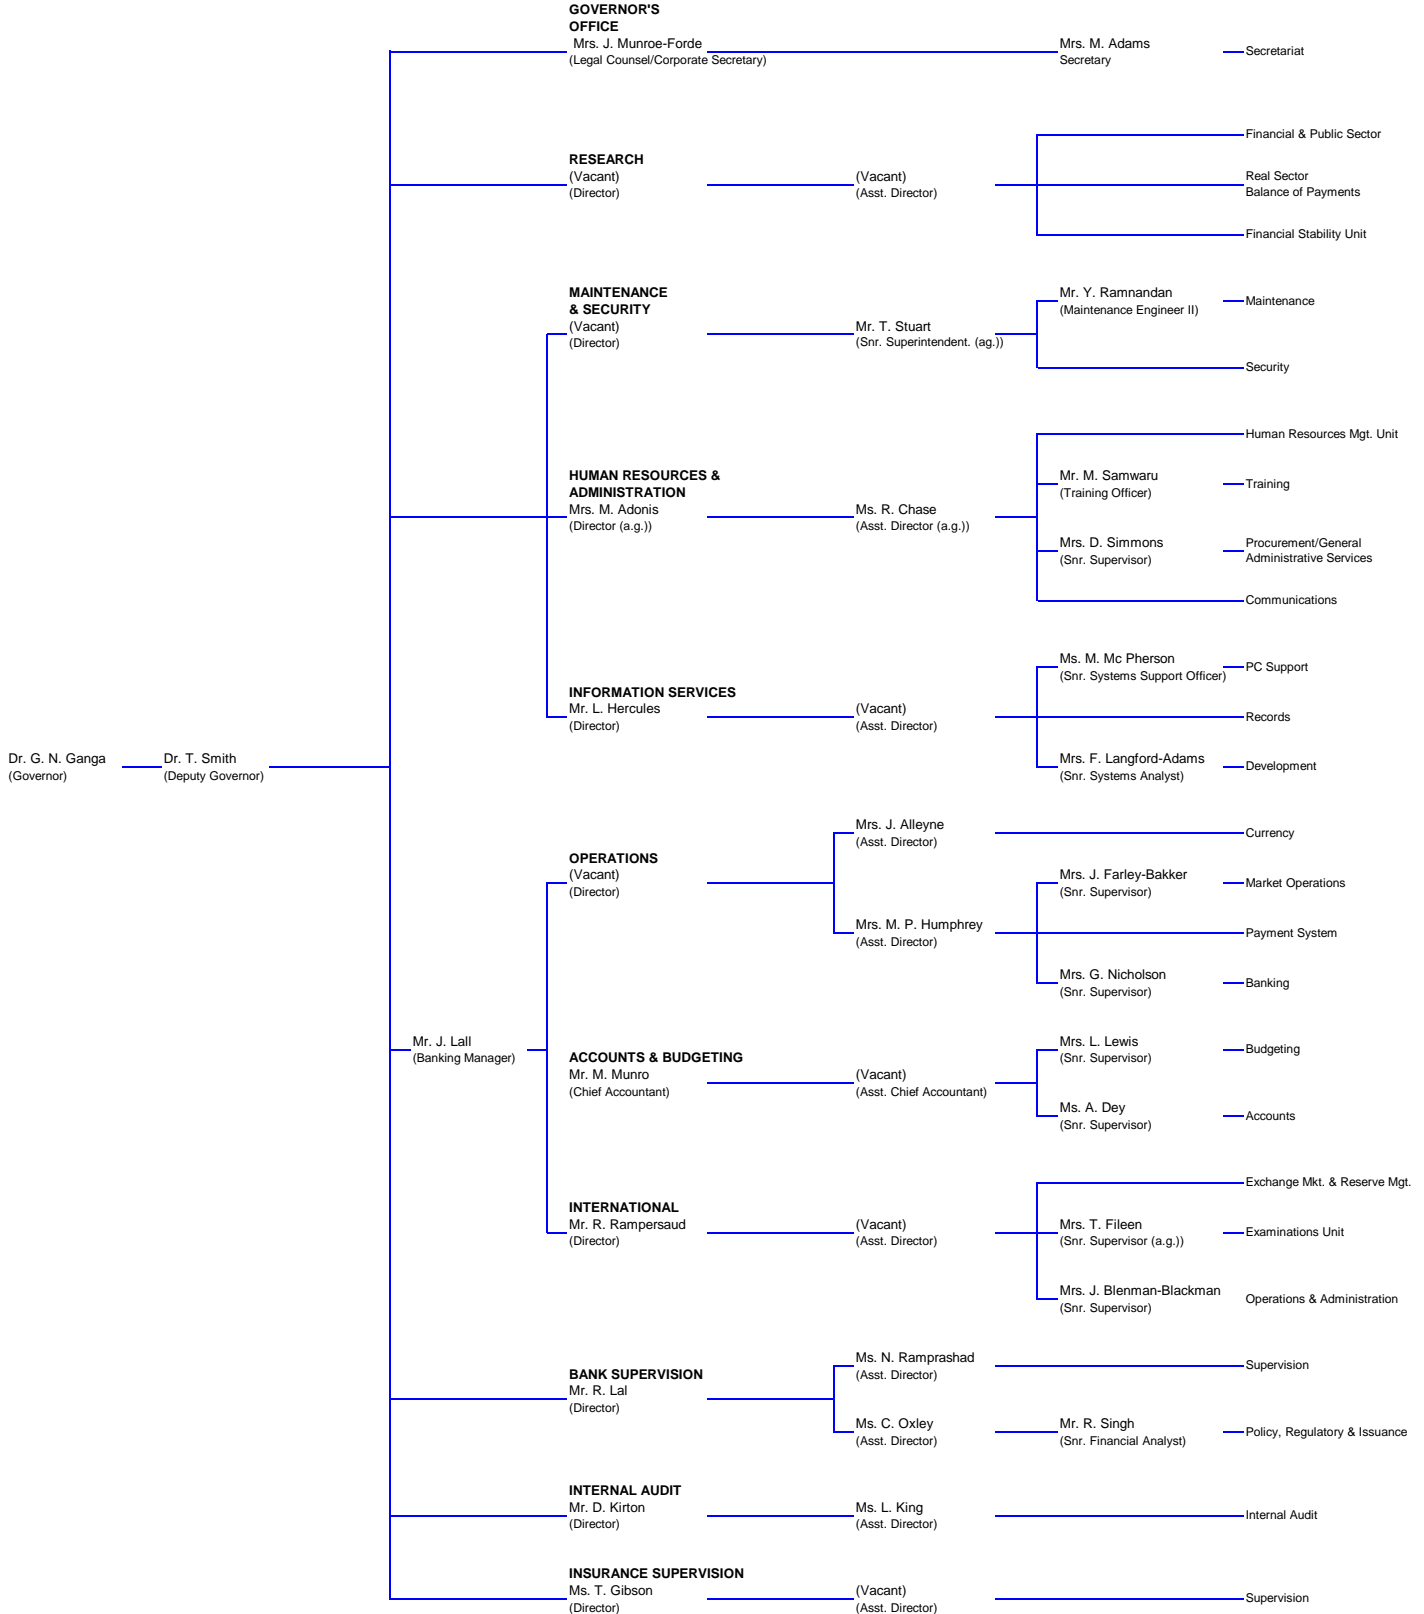 GOVERNOR'S
OFFICE
Mrs. J. Munroe-Forde
(Legal Counsel/Corporate Secretary)
Mrs. M. Adams
Secretary
Secretariat
Financial & Public Sector
RESEARCH
(Vacant)
(Director)
(Vacant)
(Asst. Director)
Real Sector
Balance of Payments
Financial Stability Unit
MAINTENANCE
& SECURITY
(Vacant)
(Director)
Mr. T. Stuart
(Snr. Superintendent. (ag.))
Mr. Y. Ramnandan
(Maintenance Engineer II)
Maintenance
Security
Human Resources Mgt. Unit
HUMAN RESOURCES &
ADMINISTRATION
Mrs. M. Adonis
(Director (a.g.))
Ms. R. Chase
(Asst. Director (a.g.))
Mr. M. Samwaru
(Training Officer)
Training
Mrs. D. Simmons
(Snr. Supervisor)
Procurement/General
Administrative Services
Communications
INFORMATION SERVICES
Mr. L. Hercules
(Director)
(Vacant)
(Asst. Director)
Ms. M. Mc Pherson
(Snr. Systems Support Officer)
PC Support
Records
Mrs. F. Langford-Adams
(Snr. Systems Analyst)
Development
Dr. G. N. Ganga
(Governor)
Dr. T. Smith
(Deputy Governor)
OPERATIONS
(Vacant)
(Director)
Mrs. J. Alleyne
(Asst. Director)
Currency
Mrs. M. P. Humphrey
(Asst. Director)
Mrs. J. Farley-Bakker
(Snr. Supervisor)
Market Operations
Payment System
Mrs. G. Nicholson
(Snr. Supervisor)
Banking
Mr. J. Lall
(Banking Manager)
ACCOUNTS & BUDGETING
Mr. M. Munro
(Chief Accountant)
(Vacant)
(Asst. Chief Accountant)
Mrs. L. Lewis
(Snr. Supervisor)
Budgeting
Ms. A. Dey
(Snr. Supervisor)
Accounts
Exchange Mkt. & Reserve Mgt.
INTERNATIONAL
Mr. R. Rampersaud
(Director)
(Vacant)
(Asst. Director)
Mrs. T. Fileen
(Snr. Supervisor (a.g.))
Examinations Unit
Mrs. J. Blenman-Blackman
(Snr. Supervisor)
Operations & Administration
BANK SUPERVISION
Mr. R. Lal
(Director)
Ms. N. Ramprashad
(Asst. Director)
Supervision
Ms. C. Oxley
(Asst. Director)
Mr. R. Singh
(Snr. Financial Analyst)
Policy, Regulatory & Issuance
INTERNAL AUDIT
Mr. D. Kirton
(Director)
Ms. L. King
(Asst. Director)
Internal Audit
INSURANCE SUPERVISION
Ms. T. Gibson
(Director)
(Vacant)
(Asst. Director)
Supervision